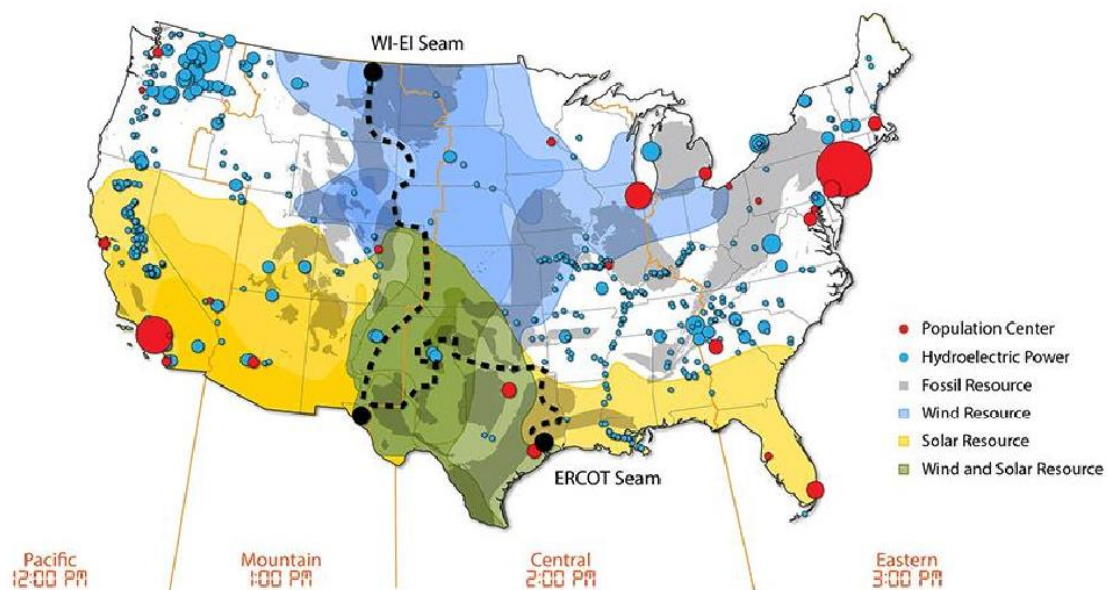 WI-EI Seam
Population Center
Hydroelectric Power
Fossil Resource
Wind Resource
Solar Resource
Wind and Solar Resource
ERCOT Seam
Pacific
12:00 PM
Mountain
1:00 PM
Central
2:00 PM
Eastern
3:00 PM